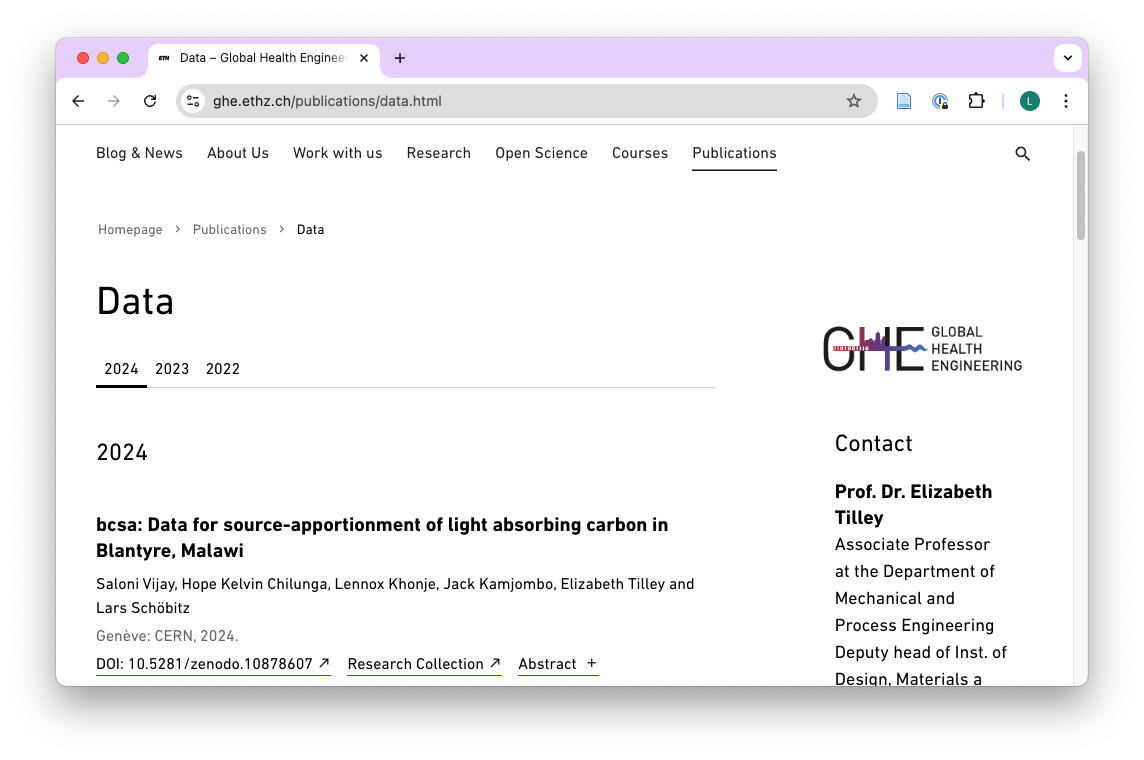 ETH Data – Global Health Enginee
ghe.ethz.ch/publications/data.html
L
Blog & News About Us Work with us Research Open Science Courses Publications
Homepage > Publications > Data
Data
2024 2023 2022
2024
bcsa: Data for source-apportionment of light absorbing carbon in
Blantyre, Malawi
Saloni Vijay, Hope Kelvin Chilunga, Lennox Khonje, Jack Kamjombo, Elizabeth Tilley and
Lars Schöbitz
Genève: CERN, 2024.
DOI: 10.5281/zenodo.10878607 ↗ Research Collection ↗ Abstract +
GHE GLOBAL
HEALTH
ENGINEERING
Contact
Prof. Dr. Elizabeth
Tilley
Associate Professor
at the Department of
Mechanical and
Process Engineering
Deputy head of Inst. of
Design, Materials a